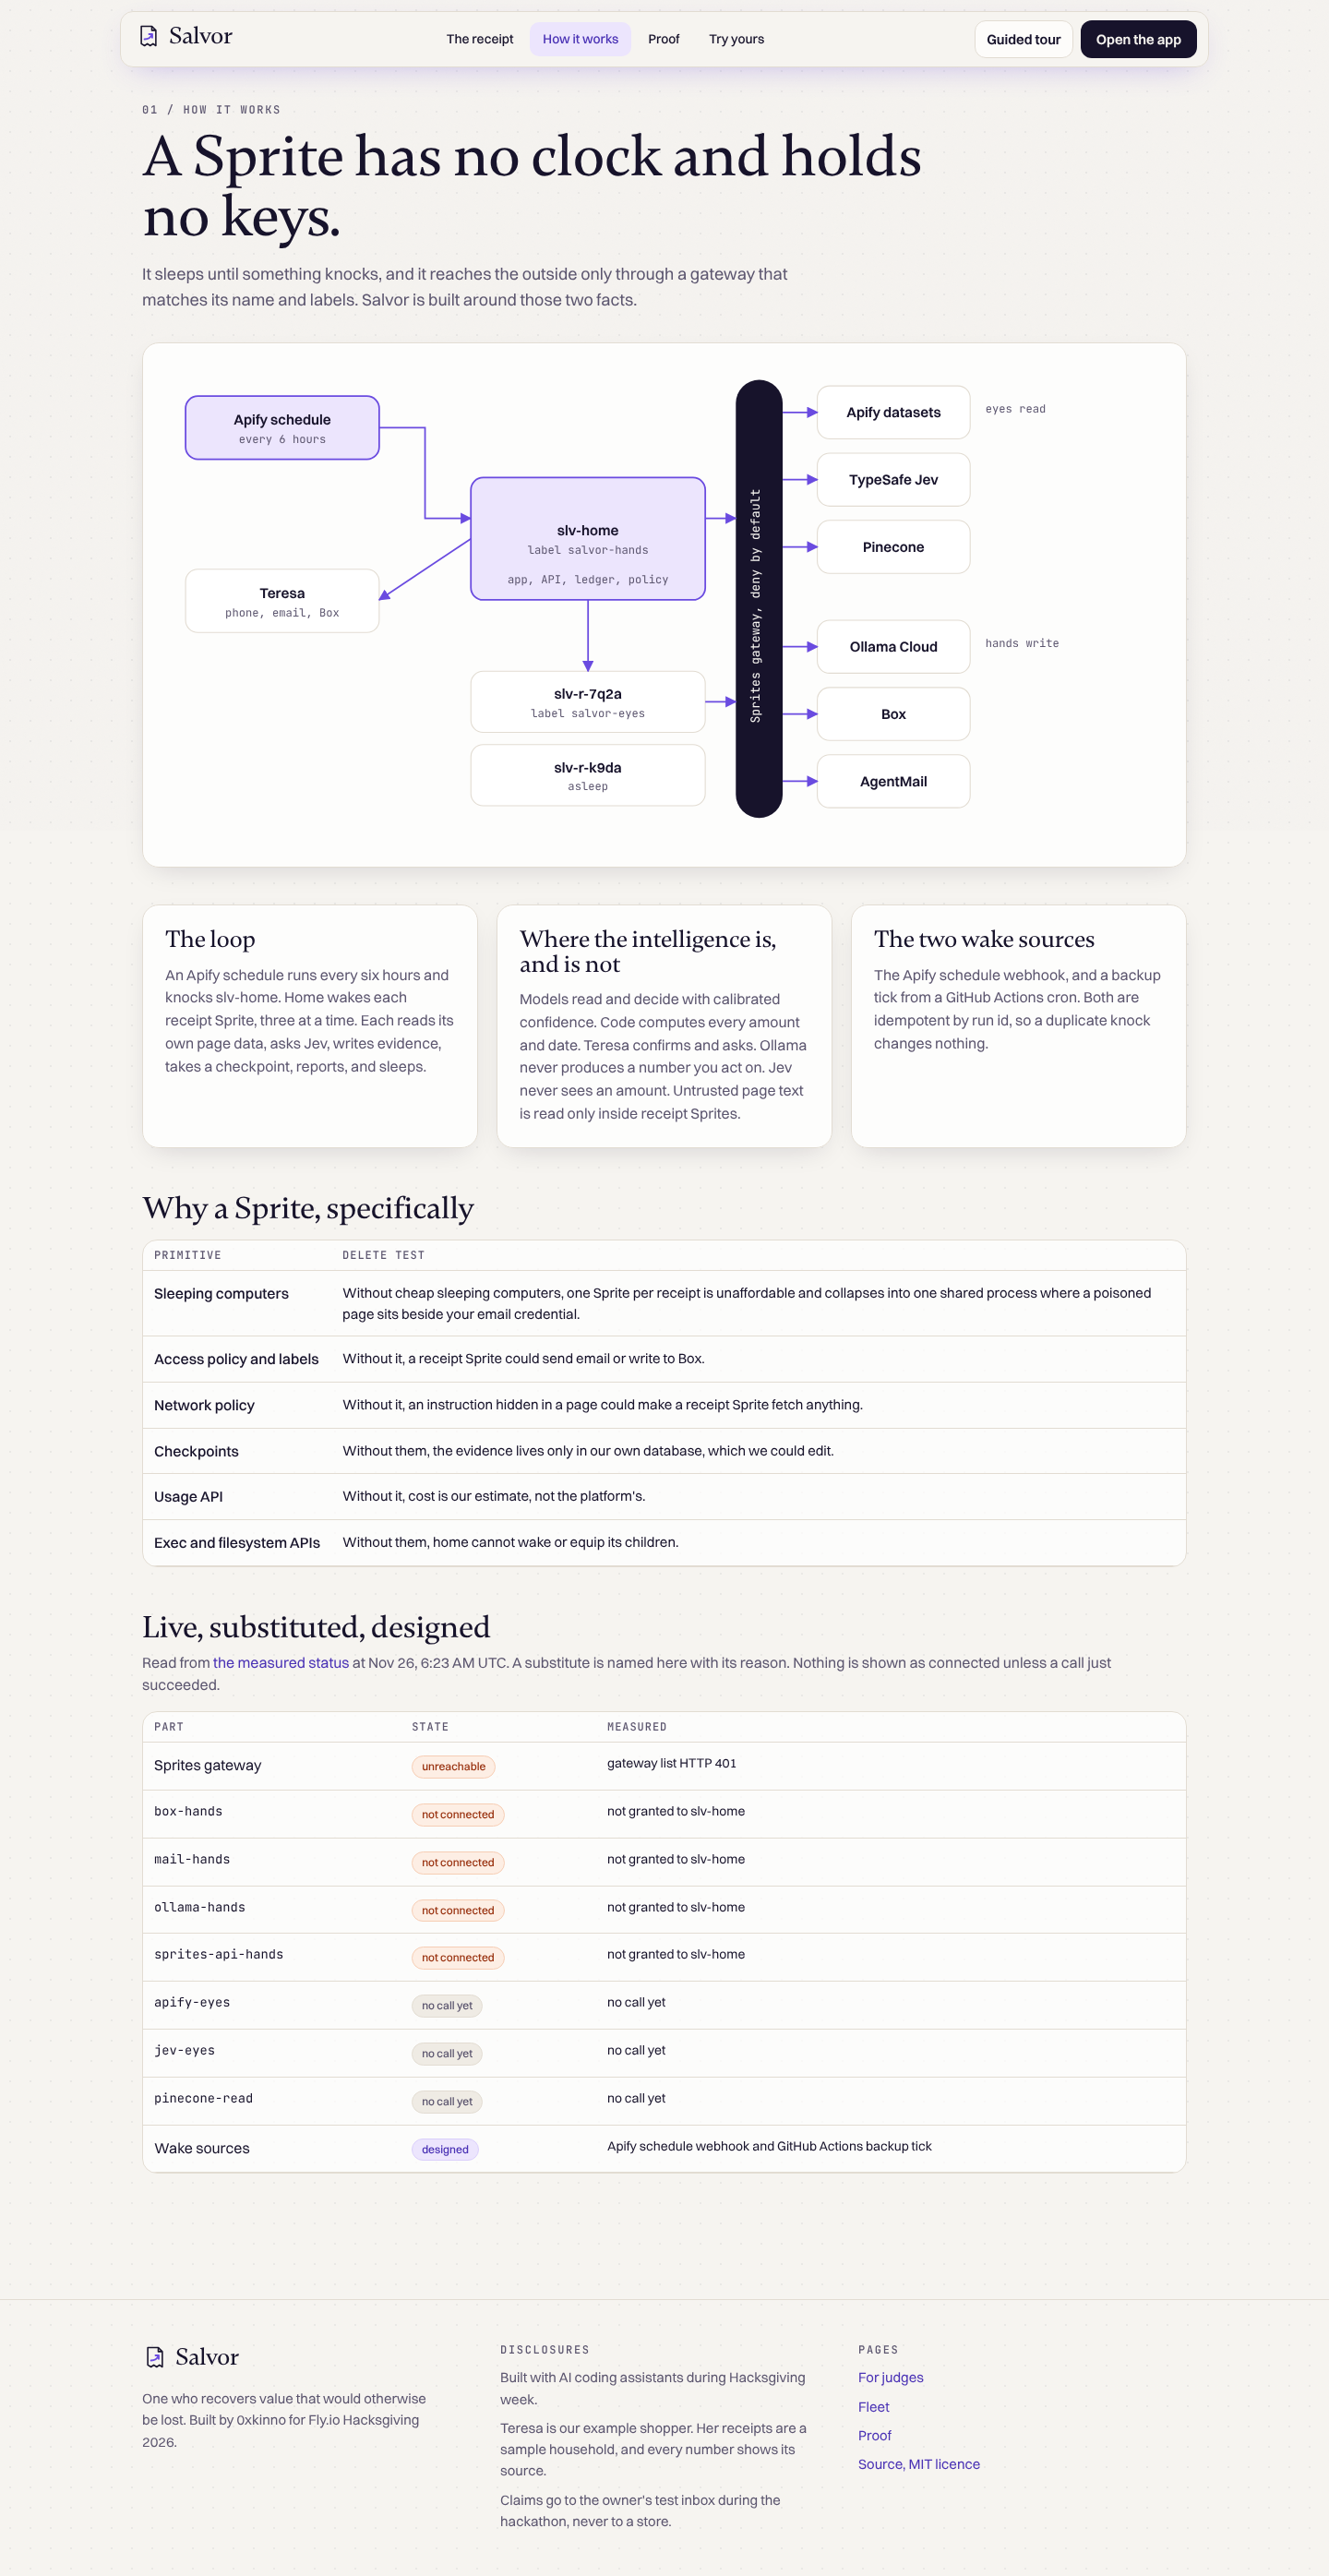 Salvor
The receipt
How it works
Proof
Try yours
Guided tour
Open the app
01 / HOW IT WORKS
A Sprite has no clock and holds
no keys.
It sleeps until something knocks, and it reaches the outside only through a gateway that
matches its name and labels. Salvor is built around those two facts.
Apify schedule
every 6 hours
Teresa
phone, email, Box
slv-home
label salvor-hands
app, API, ledger, policy
slv-r-7q2a
label salvor-eyes
slv-r-k9da
asleep
Sprites gateway, deny by default
Apify datasets
eyes read
TypeSafe Jev
Pinecone
Ollama Cloud
hands write
Box
AgentMail
The loop
An Apify schedule runs every six hours and
knocks slv-home. Home wakes each
receipt Sprite, three at a time. Each reads its
own page data, asks Jev, writes evidence,
takes a checkpoint, reports, and sleeps.
Where the intelligence is,
and is not
Models read and decide with calibrated
confidence. Code computes every amount
and date. Teresa confirms and asks. Ollama
never produces a number you act on. Jev
never sees an amount. Untrusted page text
is read only inside receipt Sprites.
The two wake sources
The Apify schedule webhook, and a backup
tick from a GitHub Actions cron. Both are
idempotent by run id, so a duplicate knock
changes nothing.
Why a Sprite, specifically
PRIMITIVE DELETE TEST
Sleeping computers Without cheap sleeping computers, one Sprite per receipt is unaffordable and collapses into one shared process where a poisoned
page sits beside your email credential.
Access policy and labels Without it, a receipt Sprite could send email or write to Box.
Network policy Without it, an instruction hidden in a page could make a receipt Sprite fetch anything.
Checkpoints Without them, the evidence lives only in our own database, which we could edit.
Usage API Without it, cost is our estimate, not the platform's.
Exec and filesystem APIs Without them, home cannot wake or equip its children.
Live, substituted, designed
Read from the measured status at Nov 26, 6:23 AM UTC. A substitute is named here with its reason. Nothing is shown as connected unless a call just
succeeded.
PART STATE MEASURED
Sprites gateway unreachable gateway list HTTP 401
box-hands not connected not granted to slv-home
mail-hands not connected not granted to slv-home
ollama-hands not connected not granted to slv-home
sprites-api-hands not connected not granted to slv-home
apify-eyes no call yet no call yet
jev-eyes no call yet no call yet
pinecone-read no call yet no call yet
Wake sources designed Apify schedule webhook and GitHub Actions backup tick
Salvor
One who recovers value that would otherwise
be lost. Built by 0xkinno for Fly.io Hacksgiving
2026.
DISCLOSURES
Built with AI coding assistants during Hacksgiving
week.
Teresa is our example shopper. Her receipts are a
sample household, and every number shows its
source.
Claims go to the owner's test inbox during the
hackathon, never to a store.
PAGES
For judges
Fleet
Proof
Source, MIT licence